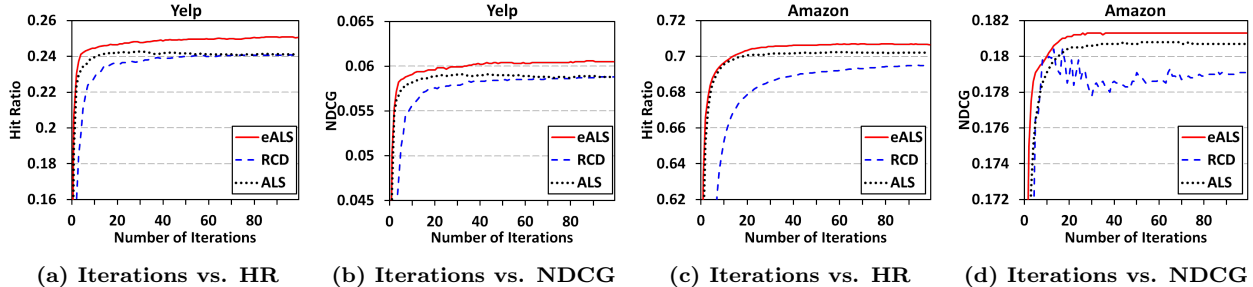 Yelp
0.26
0.24
0.22
0.2
0.18
0.16
Hit Ratio
eALS
RCD
ALS
0 20 40 60 80
Number of Iterations
(a) Iterations vs. HR
Yelp
0.065
0.06
0.055
0.05
0.045
NDCG
eALS
RCD
ALS
0 20 40 60 80
Number of Iterations
(b) Iterations vs. NDCG
Amazon
0.72
0.7
0.68
0.66
0.64
0.62
Hit Ratio
eALS
RCD
ALS
0 20 40 60 80
Number of Iterations
(c) Iterations vs. HR
Amazon
0.182
0.18
0.178
0.176
0.174
0.172
NDCG
eALS
RCD
ALS
0 20 40 60 80
Number of Iterations
(d) Iterations vs. NDCG